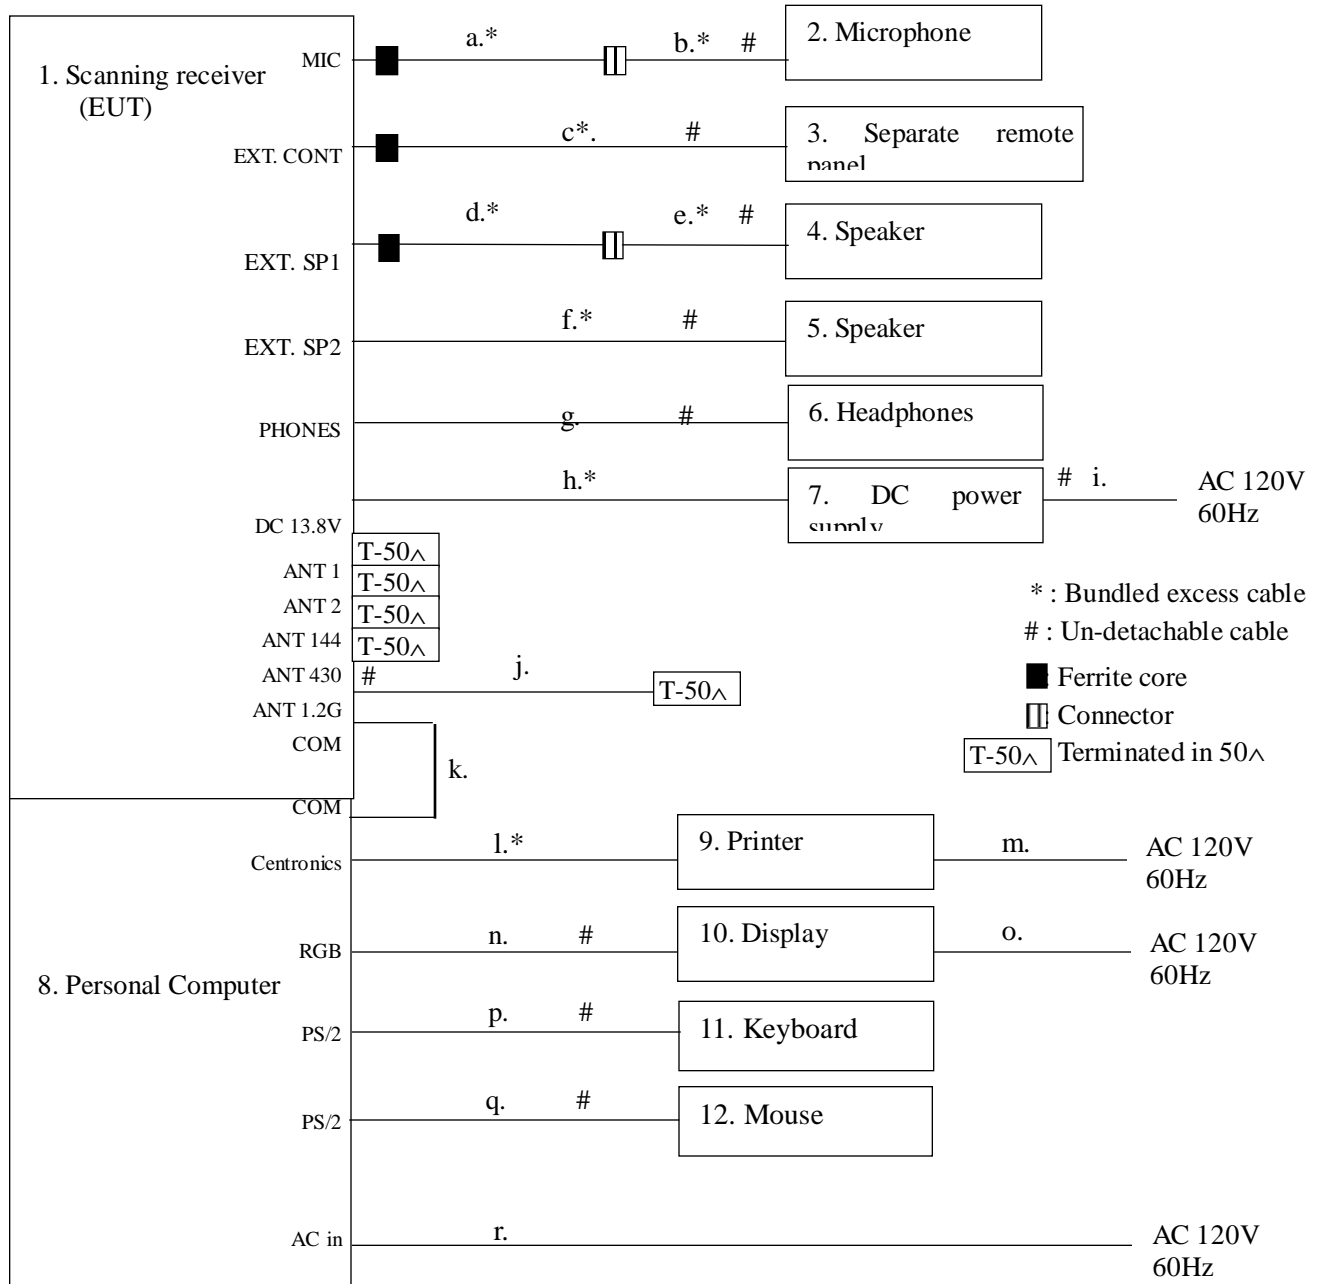 1. Scanning receiver
(EUT)
MIC
a.*
b.* #
2. Microphone
EXT. CONT
c*. #
3. Separate remote
panel
EXT. SP1
d.*
e.* #
4. Speaker
EXT. SP2
f.* #
5. Speaker
PHONES
g. #
6. Headphones
DC 13.8V
h.*
7. DC power
supply
# i.
AC 120V
60Hz
T-50^
ANT 1
T-50^
ANT 2
T-50^
ANT 144
T-50^
ANT 430
#
j.
T-50^
ANT 1.2G
COM
k.
COM
* : Bundled excess cable
# : Un-detachable cable
: Ferrite core
: Connector
T-50^ Terminated in 50^
8. Personal Computer
Centronics
l.*
9. Printer
m.
AC 120V
60Hz
RGB
n. #
10. Display
o.
AC 120V
60Hz
PS/2
p. #
11. Keyboard
PS/2
q. #
12. Mouse
AC in
r.
AC 120V
60Hz